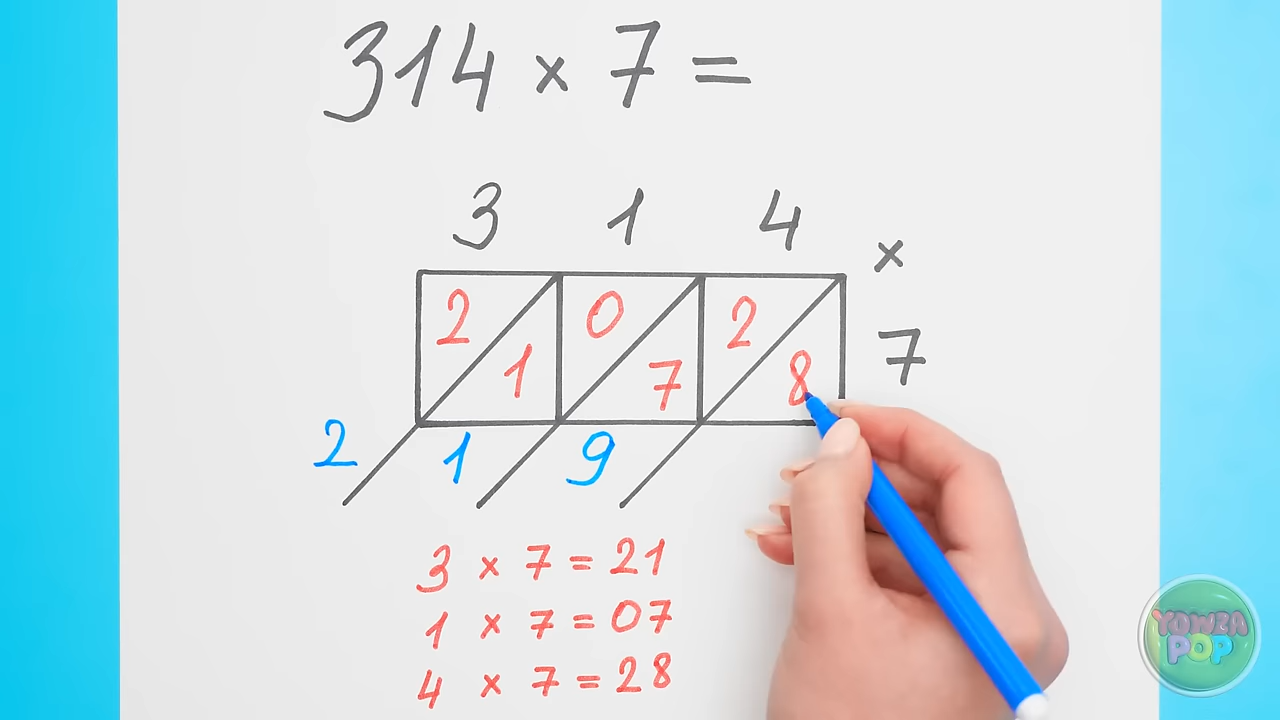 314 × 7 =
3 1 4 ×
2 0 2
1 7 8
7
2 1 9
3 × 7 = 21
1 × 7 = 07
4 × 7 = 28
YOWZA
POP